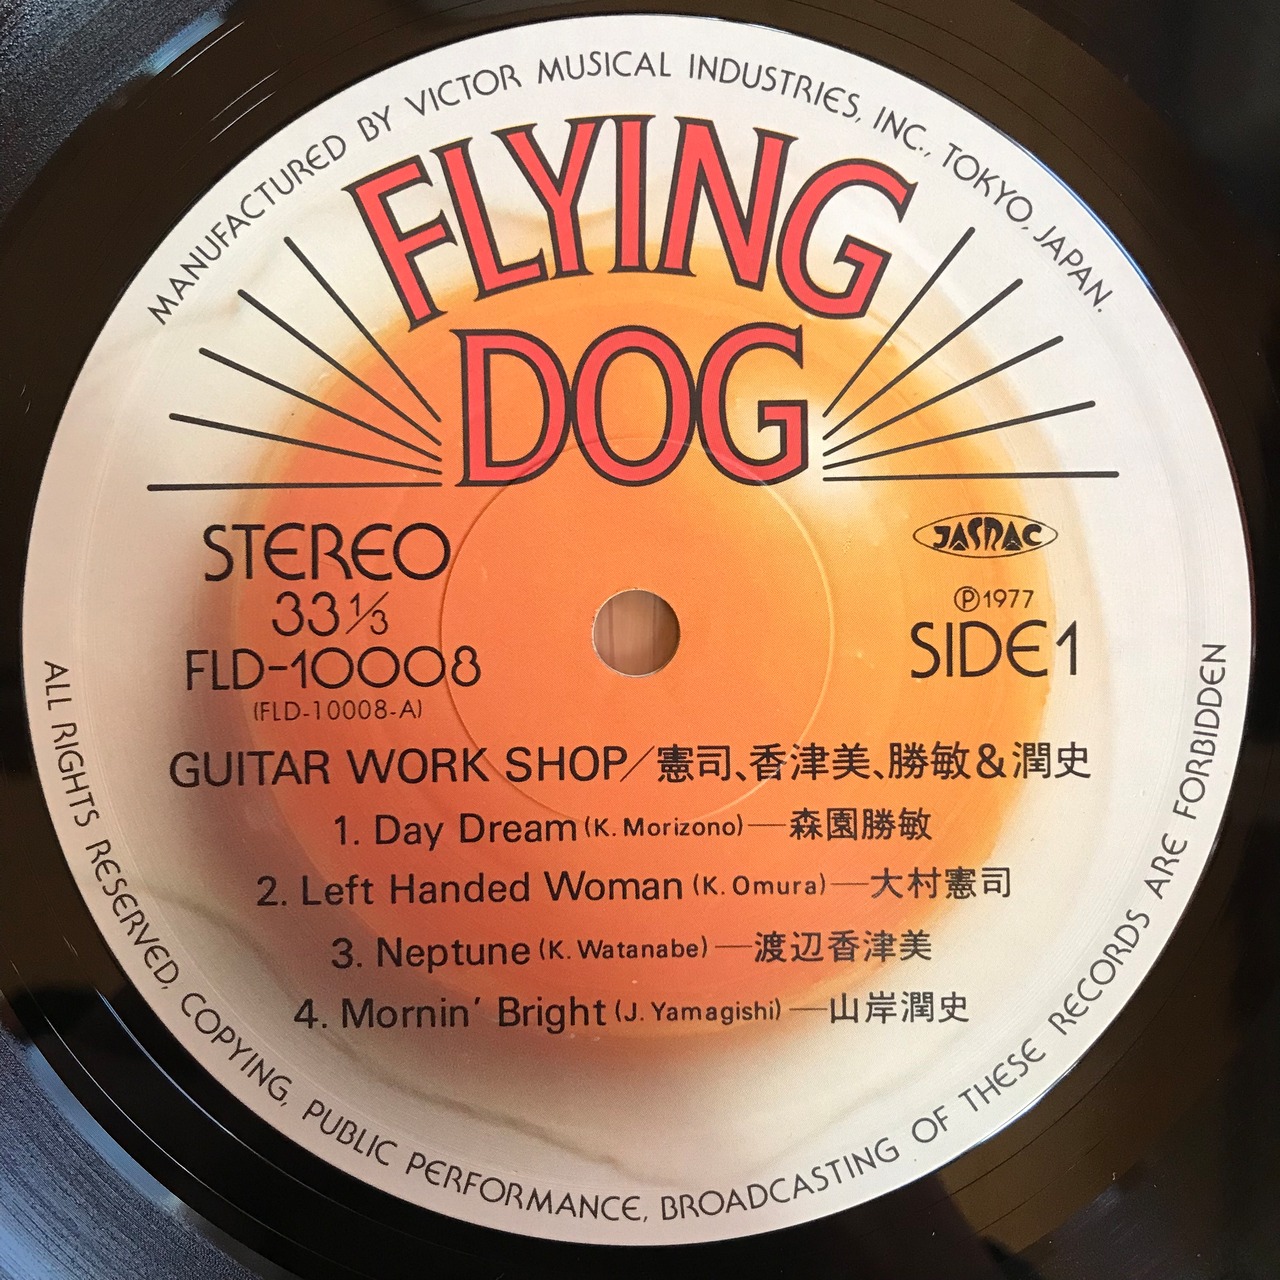 MANUFACTURED BY VICTOR MUSICAL INDUSTRIES, INC., TOKYO, JAPAN.
FLYING
DOG
STEREO
33 1/3
FLD-10008
(FLD-10008-A)
JASRAC
Ⓟ1977
SIDE 1
GUITAR WORK SHOP/憲司、香津美、勝敏&潤史
1. Day Dream (K. Morizono)—森園勝敏
2. Left Handed Woman (K. Omura)—大村憲司
3. Neptune (K. Watanabe)—渡辺香津美
4. Mornin' Bright (J. Yamagishi)—山岸潤史
ALL RIGHTS RESERVED, COPYING, PUBLIC PERFORMANCE, BROADCASTING OF THESE RECORDS ARE FORBIDDEN